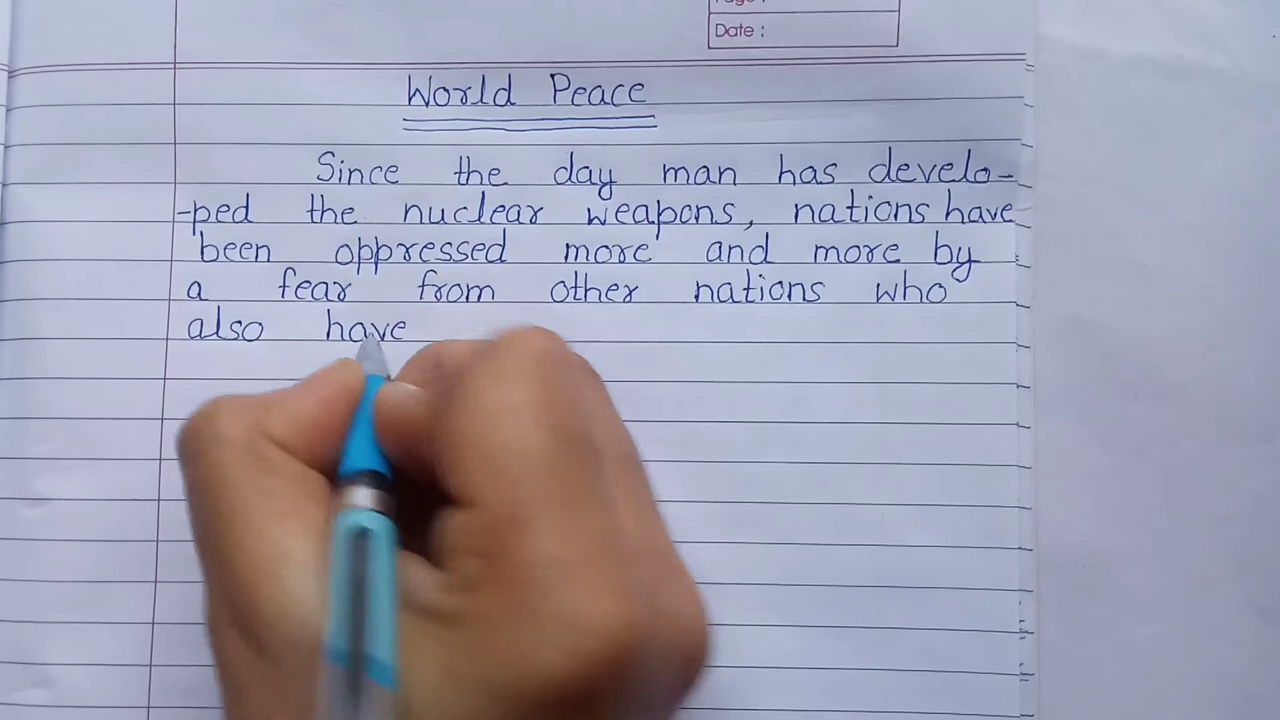 Date :
World Peace
Since the day man has develo-
-ped the nuclear weapons, nations have
been oppressed more and more by
a fear from other nations who
also have